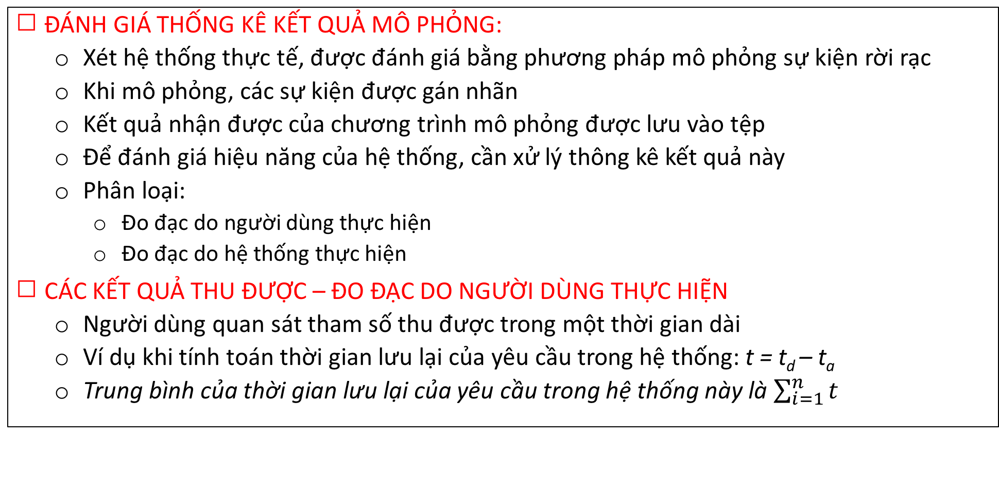 ☐ ĐÁNH GIÁ THỐNG KÊ KẾT QUẢ MÔ PHỎNG:
o Xét hệ thống thực tế, được đánh giá bằng phương pháp mô phỏng sự kiện rời rạc
o Khi mô phỏng, các sự kiện được gán nhãn
o Kết quả nhận được của chương trình mô phỏng được lưu vào tệp
o Để đánh giá hiệu năng của hệ thống, cần xử lý thông kê kết quả này
o Phân loại:
o Đo đạc do người dùng thực hiện
o Đo đạc do hệ thống thực hiện
☐ CÁC KẾT QUẢ THU ĐƯỢC – ĐO ĐẠC DO NGƯỜI DÙNG THỰC HIỆN
o Người dùng quan sát tham số thu được trong một thời gian dài
o Ví dụ khi tính toán thời gian lưu lại của yêu cầu trong hệ thống: t = t_d – t_a
o Trung bình của thời gian lưu lại của yêu cầu trong hệ thống này là ∑_{i=1}^{n} t